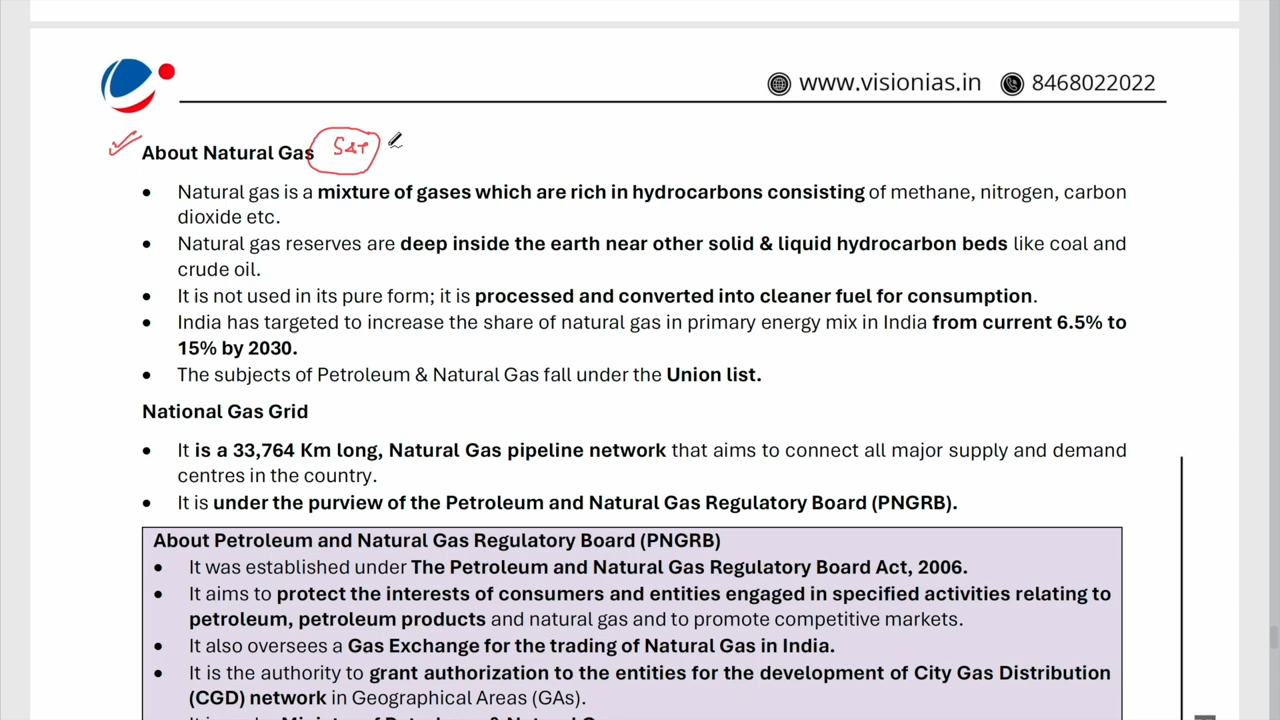 www.visionias.in 8468022022
About Natural Gas S&T
• Natural gas is a mixture of gases which are rich in hydrocarbons consisting of methane, nitrogen, carbon
dioxide etc.
• Natural gas reserves are deep inside the earth near other solid & liquid hydrocarbon beds like coal and
crude oil.
• It is not used in its pure form; it is processed and converted into cleaner fuel for consumption.
• India has targeted to increase the share of natural gas in primary energy mix in India from current 6.5% to
15% by 2030.
• The subjects of Petroleum & Natural Gas fall under the Union list.
National Gas Grid
• It is a 33,764 Km long, Natural Gas pipeline network that aims to connect all major supply and demand
centres in the country.
• It is under the purview of the Petroleum and Natural Gas Regulatory Board (PNGRB).
About Petroleum and Natural Gas Regulatory Board (PNGRB)
• It was established under The Petroleum and Natural Gas Regulatory Board Act, 2006.
• It aims to protect the interests of consumers and entities engaged in specified activities relating to
petroleum, petroleum products and natural gas and to promote competitive markets.
• It also oversees a Gas Exchange for the trading of Natural Gas in India.
• It is the authority to grant authorization to the entities for the development of City Gas Distribution
(CGD) network in Geographical Areas (GAs).